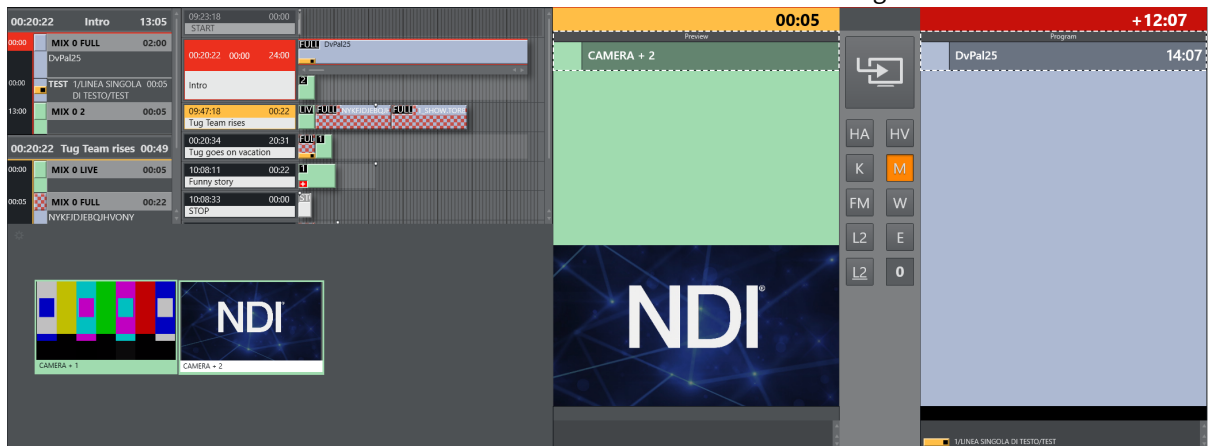 00:20:22 Intro 13:05
00:00 MIX 0 FULL 02:00
DvPal25
00:00 TEST 1/LINEA SINGOLA 00:05
DI TESTO/TEST
13:00 MIX 0 2 00:05
00:20:22 Tug Team rises 00:49
00:00 MIX 0 LIVE 00:05
00:05 MIX 0 FULL 00:22
NYKFJDJEBQJHVONY
09:23:18 00:00
START
00:20:22 00:00 24:00
FULL DvPal25
Intro
2
09:47:18 00:22
Tug Team rises
FULL
FULL
00:20:34 20:31
Tug goes on vacation
1
10:08:11 00:22
Funny story
1
10:08:33 00:00
STOP
CAMERA + 1
CAMERA + 2
00:05
Preview
CAMERA + 2
NDI®
NDI
HA HV
K M
FM W
L2 E
L2 0
+12:07
Program
DvPal25 14:07
1/LINEA SINGOLA DI TESTO/TEST